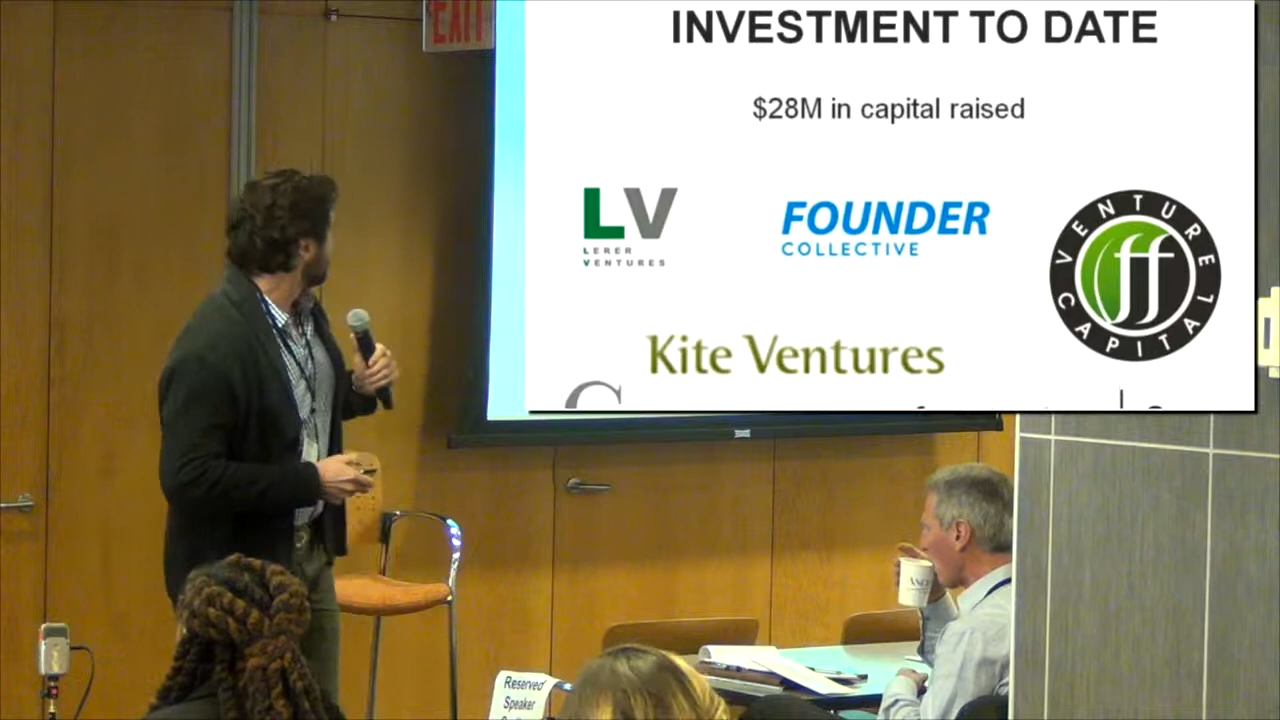 EXIT
INVESTMENT TO DATE
$28M in capital raised
LV
LERER
VENTURES
FOUNDER
COLLECTIVE
VENTURE CAPITAL
ff
Kite Ventures
Reserved
Speaker